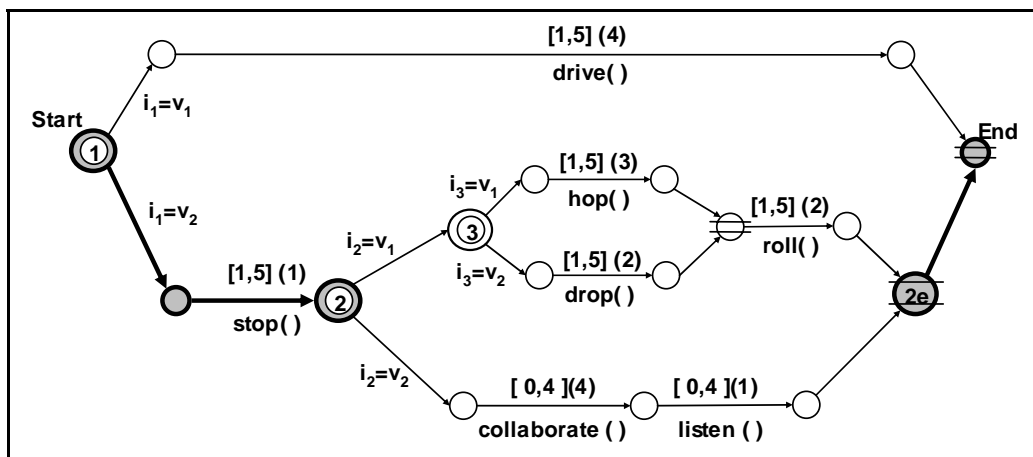 [1,5] (4)
drive( )
i1=v1
Start
1
End
i1=v2
[1,5] (3)
hop( )
i3=v1
3
i2=v1
i3=v2
[1,5] (2)
drop( )
[1,5] (2)
roll( )
[1,5] (1)
stop( )
2
2e
i2=v2
[ 0,4 ](4)
collaborate ( )
[ 0,4 ](1)
listen ( )